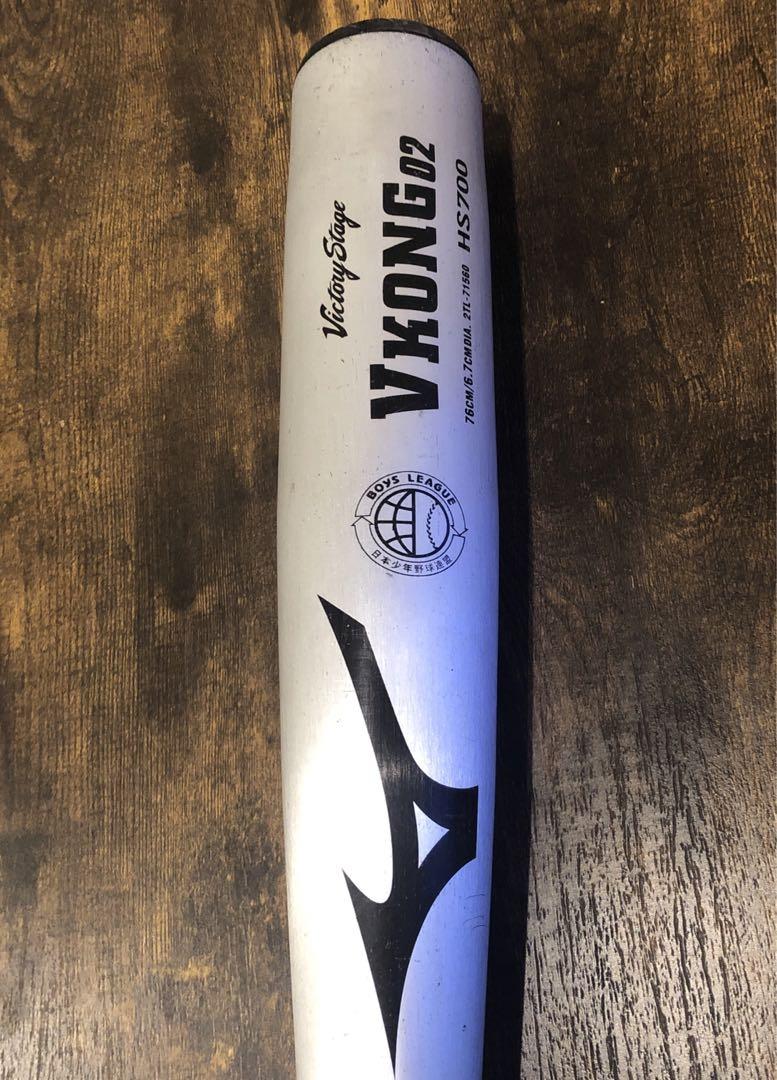 Victory Stage
VKONG02
76CM/6.7CM DIA. 2TL-71560 HS700
BOYS LEAGUE
日本少年野球連盟